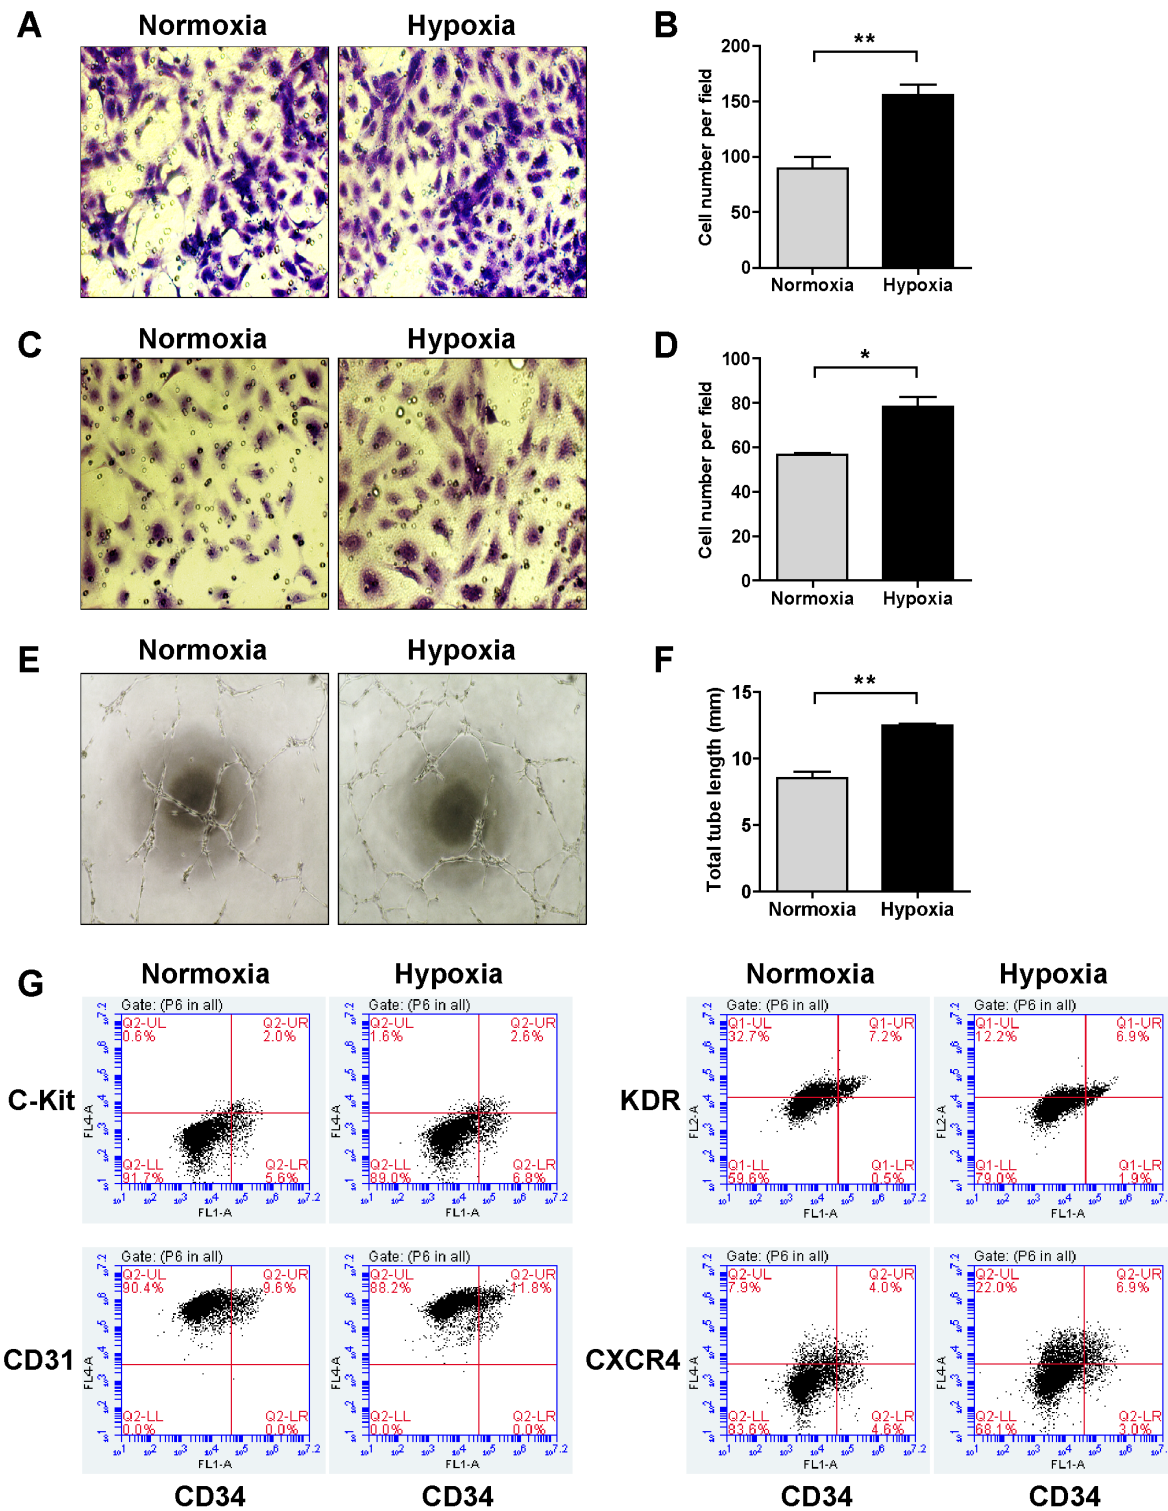 A Normoxia Hypoxia
B
**
200
150
100
50
0
Cell number per field
Normoxia Hypoxia
C Normoxia Hypoxia
D
*
100
80
60
40
20
0
Cell number per field
Normoxia Hypoxia
E Normoxia Hypoxia
F
**
15
10
5
0
Total tube length (mm)
Normoxia Hypoxia
G Normoxia Hypoxia Normoxia Hypoxia
C-Kit
Gate: (P6 in all)
Q2-UL Q2-UR
0.6% 2.0%
Q2-LL Q2-LR
91.7% 5.6%
FL4-A
FL1-A
Gate: (P6 in all)
Q2-UL Q2-UR
1.6% 2.6%
Q2-LL Q2-LR
89.0% 6.8%
FL4-A
FL1-A
KDR
Gate: (P6 in all)
Q1-UL Q1-UR
32.7% 7.2%
Q1-LL Q1-LR
59.6% 0.5%
FL2-A
FL1-A
Gate: (P6 in all)
Q1-UL Q1-UR
12.2% 6.9%
Q1-LL Q1-LR
79.0% 1.9%
FL2-A
FL1-A
CD31
Gate: (P6 in all)
Q2-UL Q2-UR
90.4% 9.6%
Q2-LL Q2-LR
0.0% 0.0%
FL4-A
FL1-A
Gate: (P6 in all)
Q2-UL Q2-UR
88.2% 11.8%
Q2-LL Q2-LR
0.0% 0.0%
FL4-A
FL1-A
CXCR4
Gate: (P6 in all)
Q2-UL Q2-UR
7.9% 4.0%
Q2-LL Q2-LR
83.6% 4.6%
FL4-A
FL1-A
Gate: (P6 in all)
Q2-UL Q2-UR
22.0% 6.9%
Q2-LL Q2-LR
68.1% 3.0%
FL4-A
FL1-A
CD34 CD34 CD34 CD34